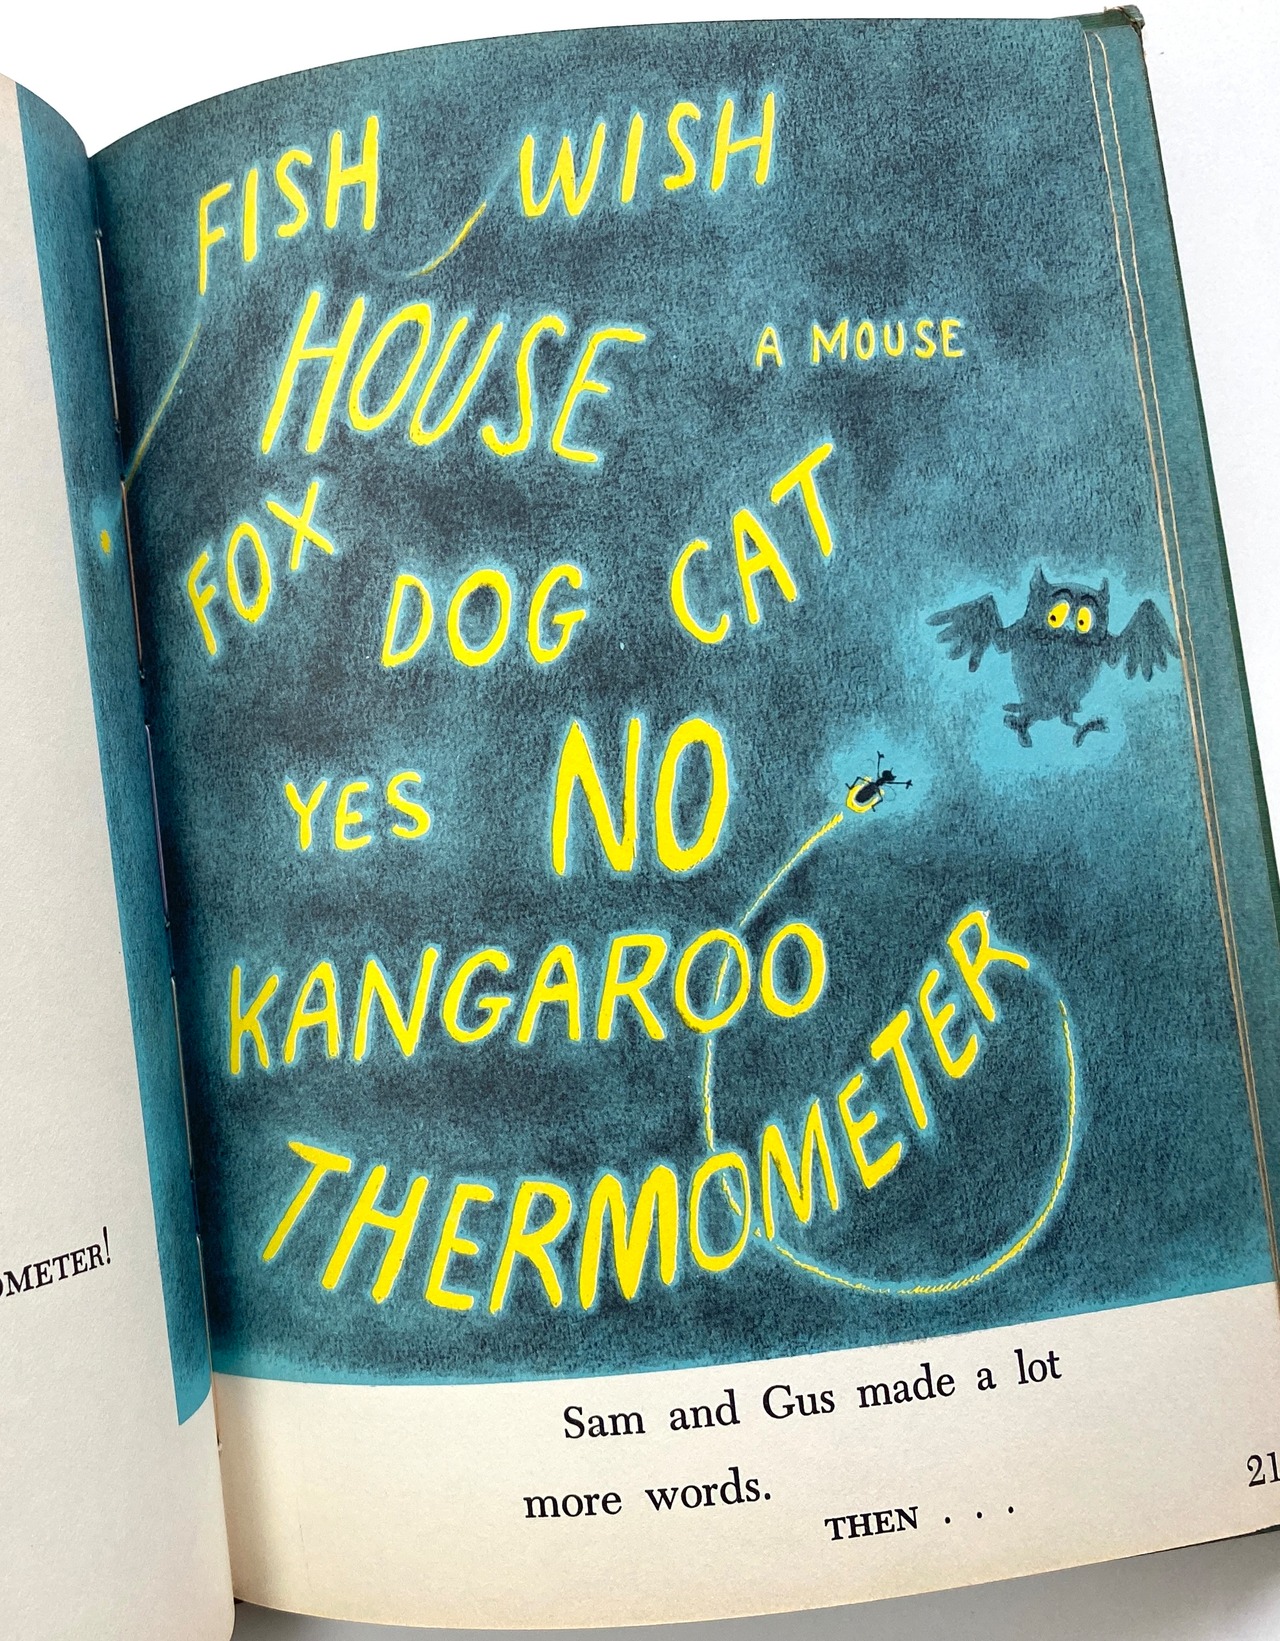 OMETER!
FISH WISH
HOUSE A MOUSE
FOX DOG CAT
YES NO
KANGAROO
THERMOMETER
Sam and Gus made a lot
more words.
THEN . . .
21